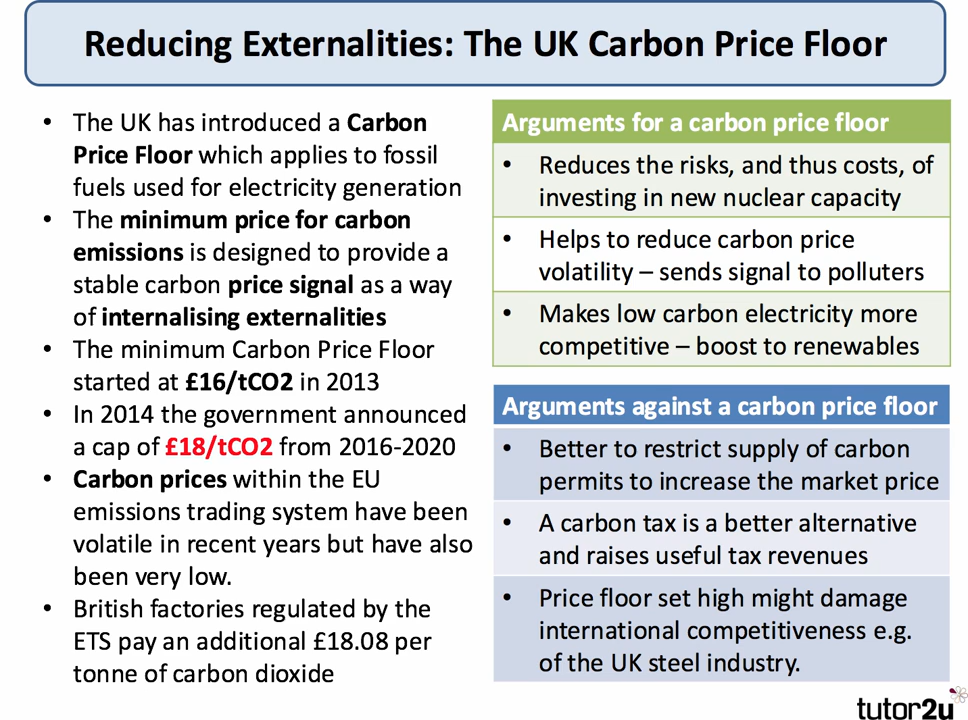 Reducing Externalities: The UK Carbon Price Floor
• The UK has introduced a Carbon
Price Floor which applies to fossil
fuels used for electricity generation
• The minimum price for carbon
emissions is designed to provide a
stable carbon price signal as a way
of internalising externalities
• The minimum Carbon Price Floor
started at £16/tCO2 in 2013
• In 2014 the government announced
a cap of £18/tCO2 from 2016-2020
• Carbon prices within the EU
emissions trading system have been
volatile in recent years but have also
been very low.
• British factories regulated by the
ETS pay an additional £18.08 per
tonne of carbon dioxide
Arguments for a carbon price floor
• Reduces the risks, and thus costs, of
investing in new nuclear capacity
• Helps to reduce carbon price
volatility – sends signal to polluters
• Makes low carbon electricity more
competitive – boost to renewables
Arguments against a carbon price floor
• Better to restrict supply of carbon
permits to increase the market price
• A carbon tax is a better alternative
and raises useful tax revenues
• Price floor set high might damage
international competitiveness e.g.
of the UK steel industry.
tutor2u